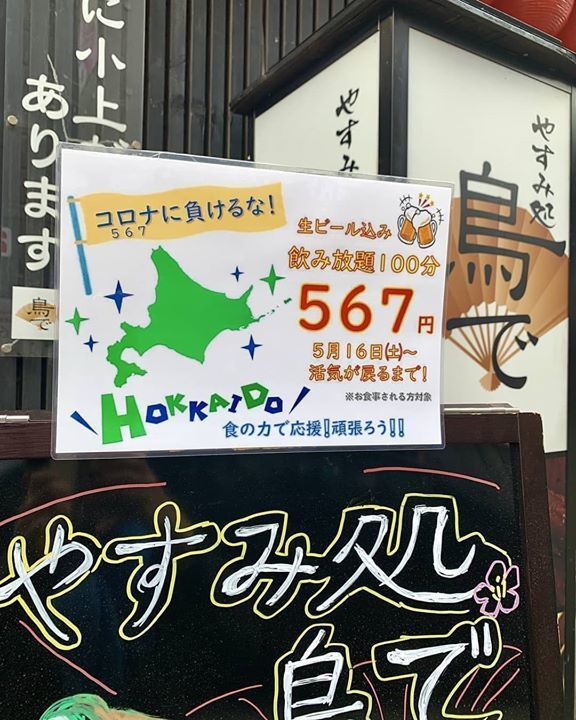 に小上が
あります
鳥で
やすみ
やすみ処
鳥で
コロナに負けるな!
567
生ビール込み
飲み放題100分
567円
5月16日(土)~
活気が戻るまで!
※お食事される方対象
HOKKAIDO
食の力で応援!頑張ろう!!
やすみ処
鳥で